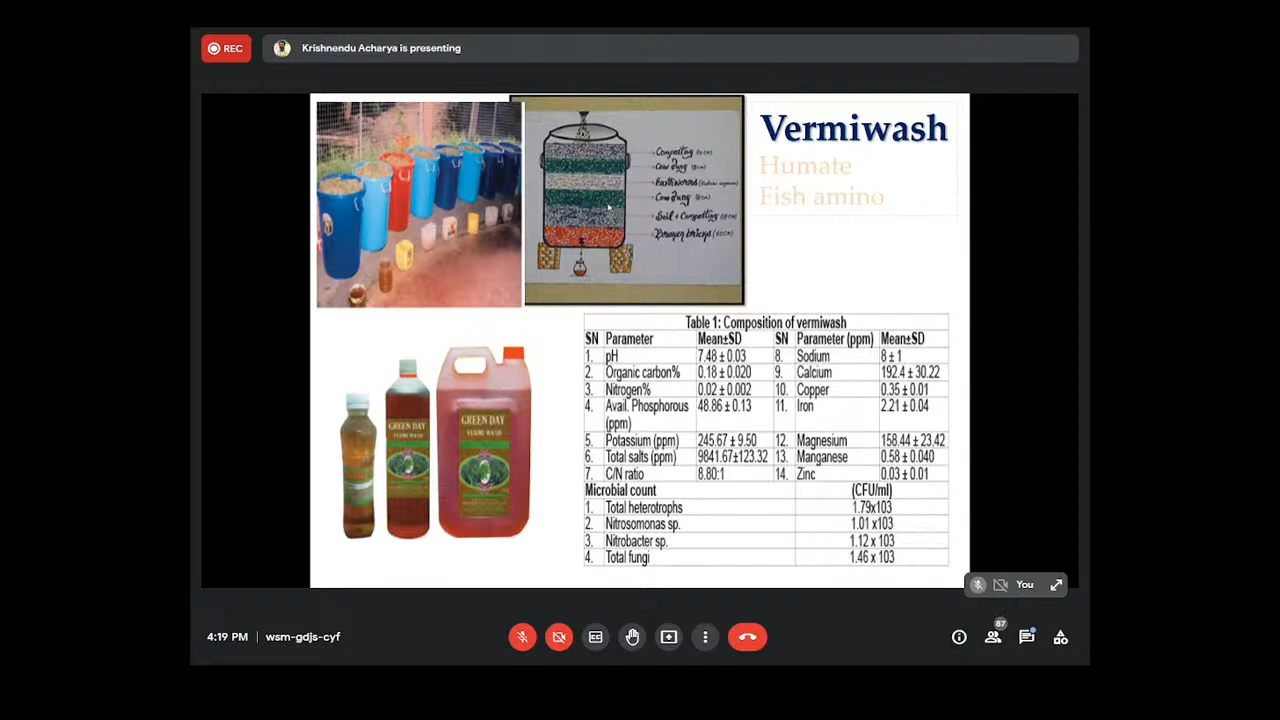 REC
Krishnendu Acharya is presenting
Vermiwash
Humate
Fish amino
Composting
Cow dung
Earthworms
Cow dung
Soil + Composting
Broken bricks
GREEN DAY
VERMI WASH
GREEN DAY
VERMI WASH
Table 1: Composition of vermiwash
SN Parameter Mean±SD SN Parameter (ppm) Mean±SD
1. pH 7.48 ± 0.03 8. Sodium 8 ± 1
2. Organic carbon% 0.18 ± 0.020 9. Calcium 192.4 ± 30.22
3. Nitrogen% 0.02 ± 0.002 10. Copper 0.35 ± 0.01
4. Avail. Phosphorous 48.86 ± 0.13 11. Iron 2.21 ± 0.04
(ppm)
5. Potassium (ppm) 245.67 ± 9.50 12. Magnesium 158.44 ± 23.42
6. Total salts (ppm) 9841.67±123.32 13. Manganese 0.58 ± 0.040
7. C/N ratio 8.80:1 14. Zinc 0.03 ± 0.01
Microbial count (CFU/ml)
1. Total heterotrophs 1.79x103
2. Nitrosomonas sp. 1.01 x103
3. Nitrobacter sp. 1.12 x 103
4. Total fungi 1.46 x 103
You
4:19 PM | wsm-gdjs-cyf
87